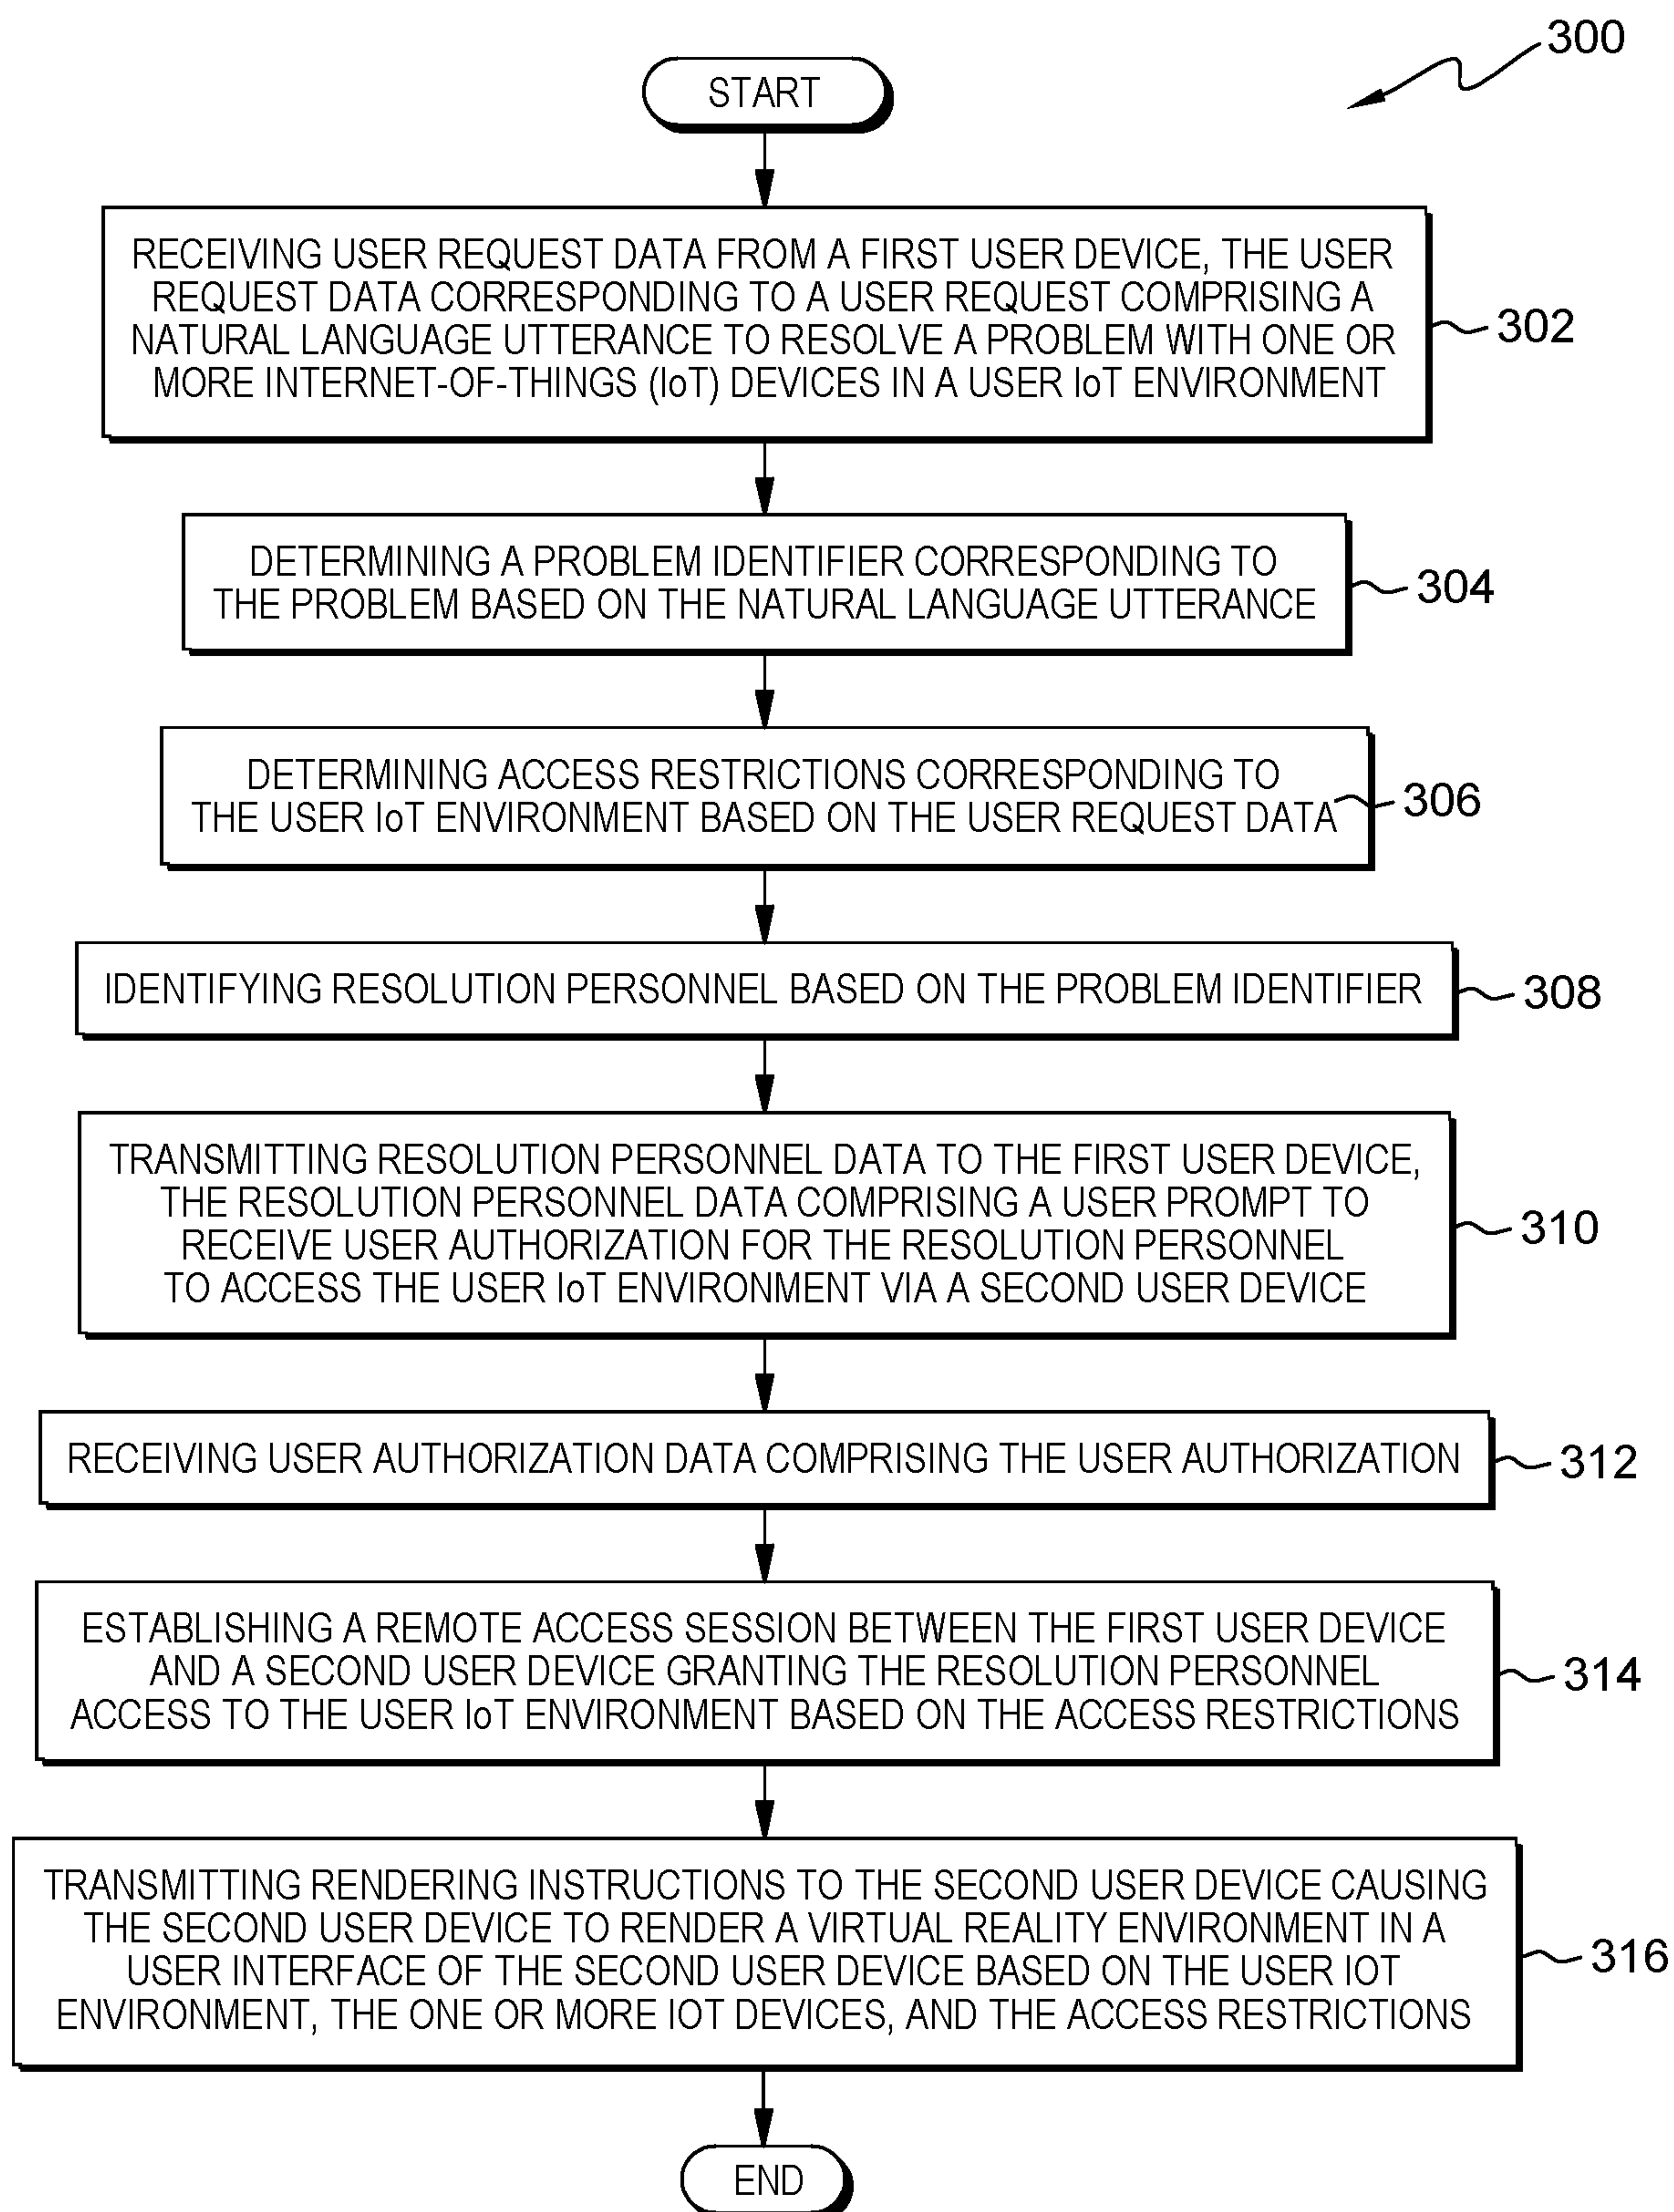 300
START
RECEIVING USER REQUEST DATA FROM A FIRST USER DEVICE, THE USER
REQUEST DATA CORRESPONDING TO A USER REQUEST COMPRISING A
NATURAL LANGUAGE UTTERANCE TO RESOLVE A PROBLEM WITH ONE OR
MORE INTERNET-OF-THINGS (IoT) DEVICES IN A USER IoT ENVIRONMENT
302
DETERMINING A PROBLEM IDENTIFIER CORRESPONDING TO
THE PROBLEM BASED ON THE NATURAL LANGUAGE UTTERANCE
304
DETERMINING ACCESS RESTRICTIONS CORRESPONDING TO
THE USER IoT ENVIRONMENT BASED ON THE USER REQUEST DATA
306
IDENTIFYING RESOLUTION PERSONNEL BASED ON THE PROBLEM IDENTIFIER
308
TRANSMITTING RESOLUTION PERSONNEL DATA TO THE FIRST USER DEVICE,
THE RESOLUTION PERSONNEL DATA COMPRISING A USER PROMPT TO
RECEIVE USER AUTHORIZATION FOR THE RESOLUTION PERSONNEL
TO ACCESS THE USER IoT ENVIRONMENT VIA A SECOND USER DEVICE
310
RECEIVING USER AUTHORIZATION DATA COMPRISING THE USER AUTHORIZATION
312
ESTABLISHING A REMOTE ACCESS SESSION BETWEEN THE FIRST USER DEVICE
AND A SECOND USER DEVICE GRANTING THE RESOLUTION PERSONNEL
ACCESS TO THE USER IoT ENVIRONMENT BASED ON THE ACCESS RESTRICTIONS
314
TRANSMITTING RENDERING INSTRUCTIONS TO THE SECOND USER DEVICE CAUSING
THE SECOND USER DEVICE TO RENDER A VIRTUAL REALITY ENVIRONMENT IN A
USER INTERFACE OF THE SECOND USER DEVICE BASED ON THE USER IOT
ENVIRONMENT, THE ONE OR MORE IOT DEVICES, AND THE ACCESS RESTRICTIONS
316
END